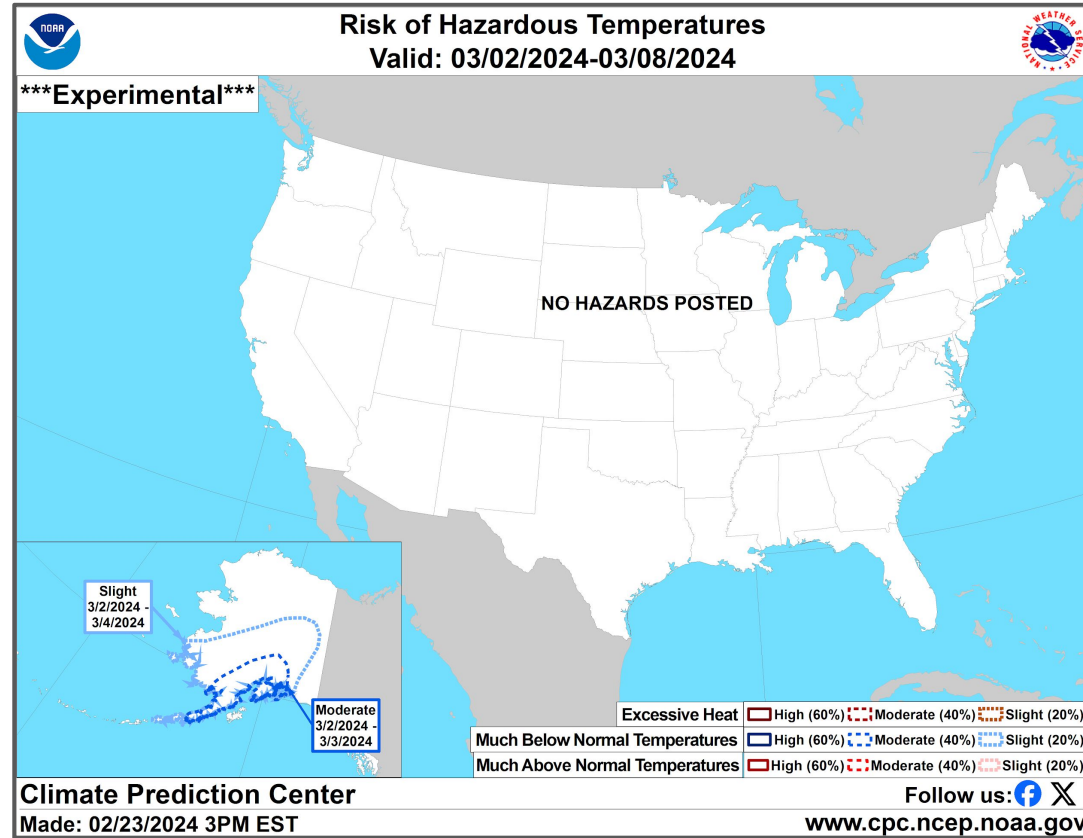 NOAA
Risk of Hazardous Temperatures
Valid: 03/02/2024-03/08/2024
NATIONAL WEATHER SERVICE
***Experimental***
NO HAZARDS POSTED
Slight
3/2/2024 -
3/4/2024
Moderate
3/2/2024 -
3/3/2024
Excessive Heat High (60%) Moderate (40%) Slight (20%)
Much Below Normal Temperatures High (60%) Moderate (40%) Slight (20%)
Much Above Normal Temperatures High (60%) Moderate (40%) Slight (20%)
Climate Prediction Center
Follow us:
Made: 02/23/2024 3PM EST
www.cpc.ncep.noaa.gov